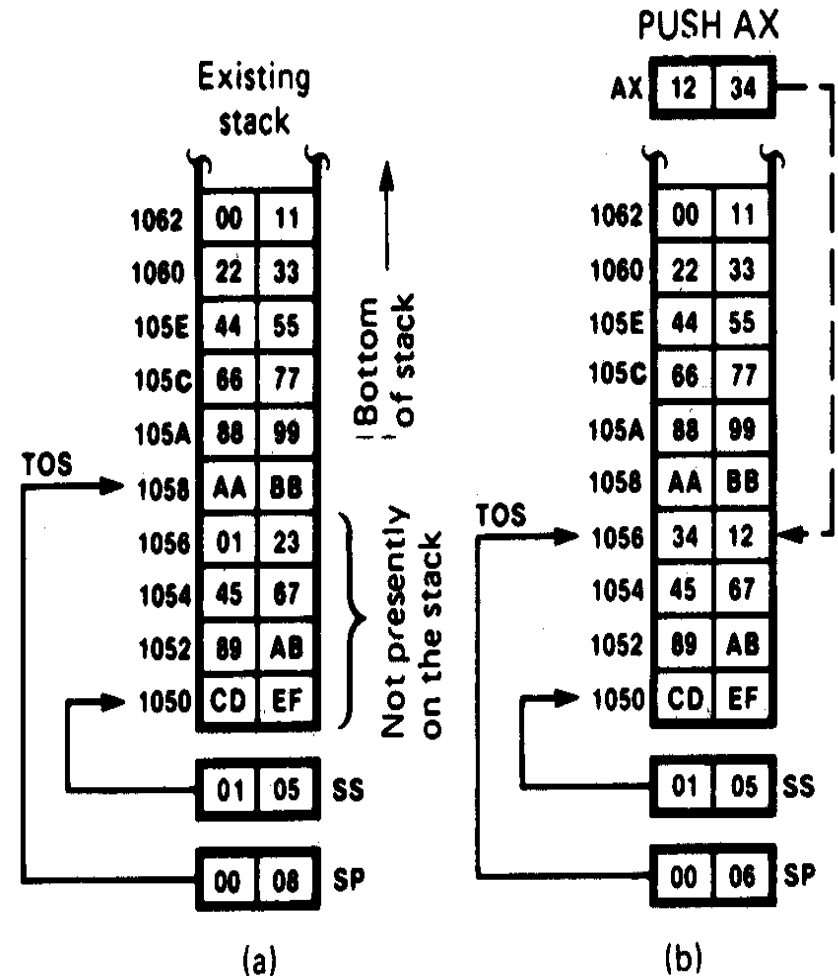 PUSH AX
AX 12 34
Existing
stack
1062 00 11
1060 22 33
105E 44 55
105C 66 77
105A 88 99
TOS
1058 AA BB
1056 01 23
1054 45 67
1052 89 AB
1050 CD EF
Bottom
of stack
Not presently
on the stack
01 05 SS
00 08 SP
(a)
1062 00 11
1060 22 33
105E 44 55
105C 66 77
105A 88 99
1058 AA BB
TOS
1056 34 12
1054 45 67
1052 89 AB
1050 CD EF
01 05 SS
00 06 SP
(b)